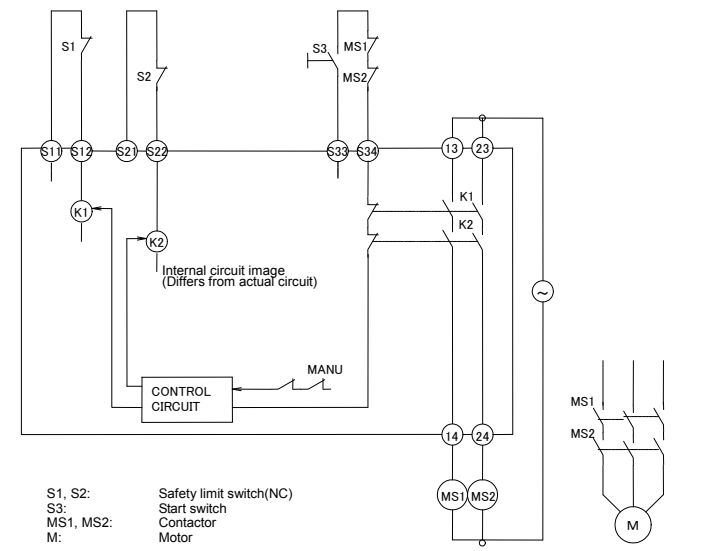 S1
S2
S3
MS1
MS2
S11
S12
S21
S22
S33
S34
13
23
K1
K1
K2
K2
Internal circuit image
(Differs from actual circuit)
~
MANU
CONTROL
CIRCUIT
MS1
MS2
14
24
MS1
MS2
M
S1, S2: Safety limit switch(NC)
S3: Start switch
MS1, MS2: Contactor
M: Motor